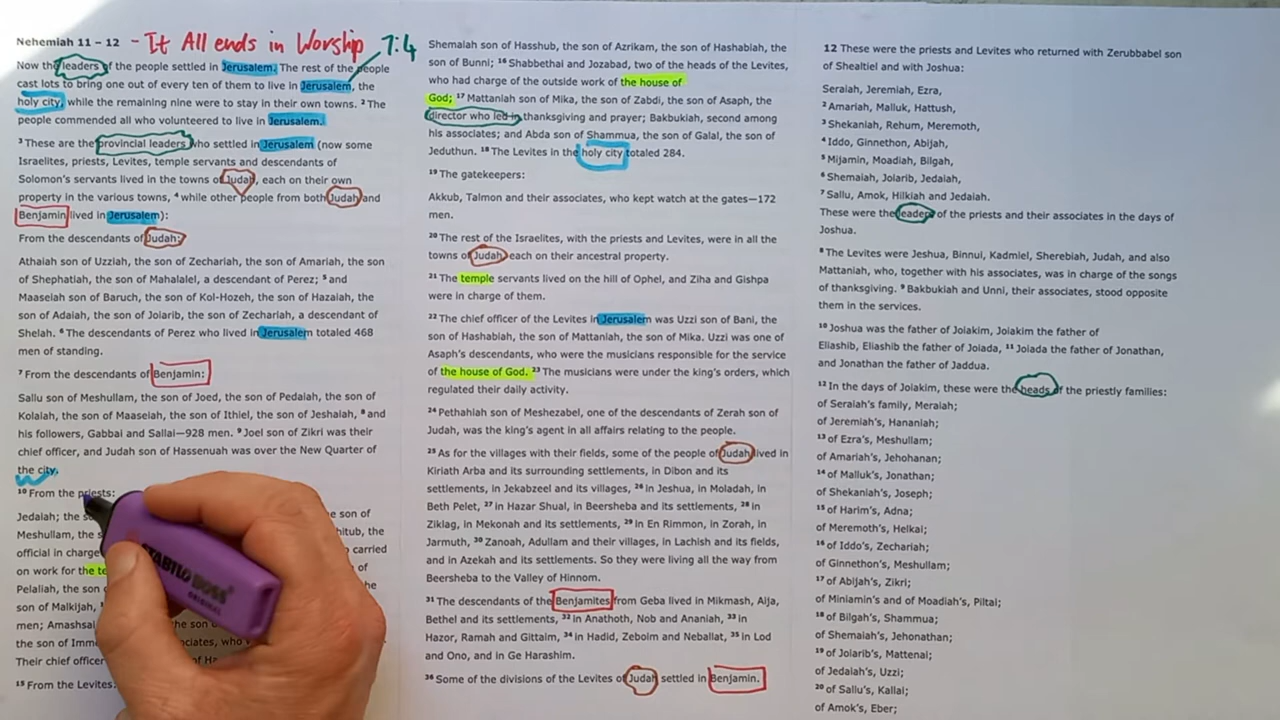 Nehemiah 11 – 12 - It All ends in Worship 7:4
Now the leaders of the people settled in Jerusalem. The rest of the people
cast lots to bring one out of every ten of them to live in Jerusalem, the
holy city, while the remaining nine were to stay in their own towns. ² The
people commended all who volunteered to live in Jerusalem.
³ These are the provincial leaders who settled in Jerusalem (now some
Israelites, priests, Levites, temple servants and descendants of
Solomon's servants lived in the towns of Judah, each on their own
property in the various towns, ⁴ while other people from both Judah and
Benjamin lived in Jerusalem):
From the descendants of Judah:
Athaiah son of Uzziah, the son of Zechariah, the son of Amariah, the son
of Shephatiah, the son of Mahalalel, a descendant of Perez; ⁵ and
Maaseiah son of Baruch, the son of Kol-Hozeh, the son of Hazaiah, the
son of Adaiah, the son of Joiarib, the son of Zechariah, a descendant of
Shelah. ⁶ The descendants of Perez who lived in Jerusalem totaled 468
men of standing.
⁷ From the descendants of Benjamin:
Sallu son of Meshullam, the son of Joed, the son of Pedaiah, the son of
Kolaiah, the son of Maaseiah, the son of Ithiel, the son of Jeshaiah, ⁸ and
his followers, Gabbai and Sallai—928 men. ⁹ Joel son of Zikri was their
chief officer, and Judah son of Hassenuah was over the New Quarter of
the city.
¹⁰ From the priests:
Jedaiah; the son of
Meshullam, the the
official in charge carried
on work for the of
Pelaliah, the son
son of Malkijah,
men; Amashsai the son
the son of Imme who
Their chief officer of
¹⁵ From the Levites:
STABILO BOSS
ORIGINAL
Shemaiah son of Hasshub, the son of Azrikam, the son of Hashabiah, the
son of Bunni; ¹⁶ Shabbethai and Jozabad, two of the heads of the Levites,
who had charge of the outside work of the house of
God; ¹⁷ Mattaniah son of Mika, the son of Zabdi, the son of Asaph, the
director who led in thanksgiving and prayer; Bakbukiah, second among
his associates; and Abda son of Shammua, the son of Galal, the son of
Jeduthun. ¹⁸ The Levites in the holy city totaled 284.
¹⁹ The gatekeepers:
Akkub, Talmon and their associates, who kept watch at the gates—172
men.
²⁰ The rest of the Israelites, with the priests and Levites, were in all the
towns of Judah, each on their ancestral property.
²¹ The temple servants lived on the hill of Ophel, and Ziha and Gishpa
were in charge of them.
²² The chief officer of the Levites in Jerusalem was Uzzi son of Bani, the
son of Hashabiah, the son of Mattaniah, the son of Mika. Uzzi was one of
Asaph's descendants, who were the musicians responsible for the service
of the house of God. ²³ The musicians were under the king's orders, which
regulated their daily activity.
²⁴ Pethahiah son of Meshezabel, one of the descendants of Zerah son of
Judah, was the king's agent in all affairs relating to the people.
²⁵ As for the villages with their fields, some of the people of Judah lived in
Kiriath Arba and its surrounding settlements, in Dibon and its
settlements, in Jekabzeel and its villages, ²⁶ in Jeshua, in Moladah, in
Beth Pelet, ²⁷ in Hazar Shual, in Beersheba and its settlements, ²⁸ in
Ziklag, in Mekonah and its settlements, ²⁹ in En Rimmon, in Zorah, in
Jarmuth, ³⁰ Zanoah, Adullam and their villages, in Lachish and its fields,
and in Azekah and its settlements. So they were living all the way from
Beersheba to the Valley of Hinnom.
³¹ The descendants of the Benjamites from Geba lived in Mikmash, Aija,
Bethel and its settlements, ³² in Anathoth, Nob and Ananiah, ³³ in
Hazor, Ramah and Gittaim, ³⁴ in Hadid, Zeboim and Neballat, ³⁵ in Lod
and Ono, and in Ge Harashim.
³⁶ Some of the divisions of the Levites of Judah settled in Benjamin.
12 These were the priests and Levites who returned with Zerubbabel son
of Shealtiel and with Joshua:
Seraiah, Jeremiah, Ezra,
² Amariah, Malluk, Hattush,
³ Shekaniah, Rehum, Meremoth,
⁴ Iddo, Ginnethon, Abijah,
⁵ Mijamin, Moadiah, Bilgah,
⁶ Shemaiah, Joiarib, Jedaiah,
⁷ Sallu, Amok, Hilkiah and Jedaiah.
These were the leaders of the priests and their associates in the days of
Joshua.
⁸ The Levites were Jeshua, Binnui, Kadmiel, Sherebiah, Judah, and also
Mattaniah, who, together with his associates, was in charge of the songs
of thanksgiving. ⁹ Bakbukiah and Unni, their associates, stood opposite
them in the services.
¹⁰ Joshua was the father of Joiakim, Joiakim the father of
Eliashib, Eliashib the father of Joiada, ¹¹ Joiada the father of Jonathan,
and Jonathan the father of Jaddua.
¹² In the days of Joiakim, these were the heads of the priestly families:
of Seraiah's family, Meraiah;
of Jeremiah's, Hananiah;
¹³ of Ezra's, Meshullam;
of Amariah's, Jehohanan;
¹⁴ of Malluk's, Jonathan;
of Shekaniah's, Joseph;
¹⁵ of Harim's, Adna;
of Meremoth's, Helkai;
¹⁶ of Iddo's, Zechariah;
of Ginnethon's, Meshullam;
¹⁷ of Abijah's, Zikri;
of Miniamin's and of Moadiah's, Piltai;
¹⁸ of Bilgah's, Shammua;
of Shemaiah's, Jehonathan;
¹⁹ of Joiarib's, Mattenai;
of Jedaiah's, Uzzi;
²⁰ of Sallu's, Kallai;
of Amok's, Eber;